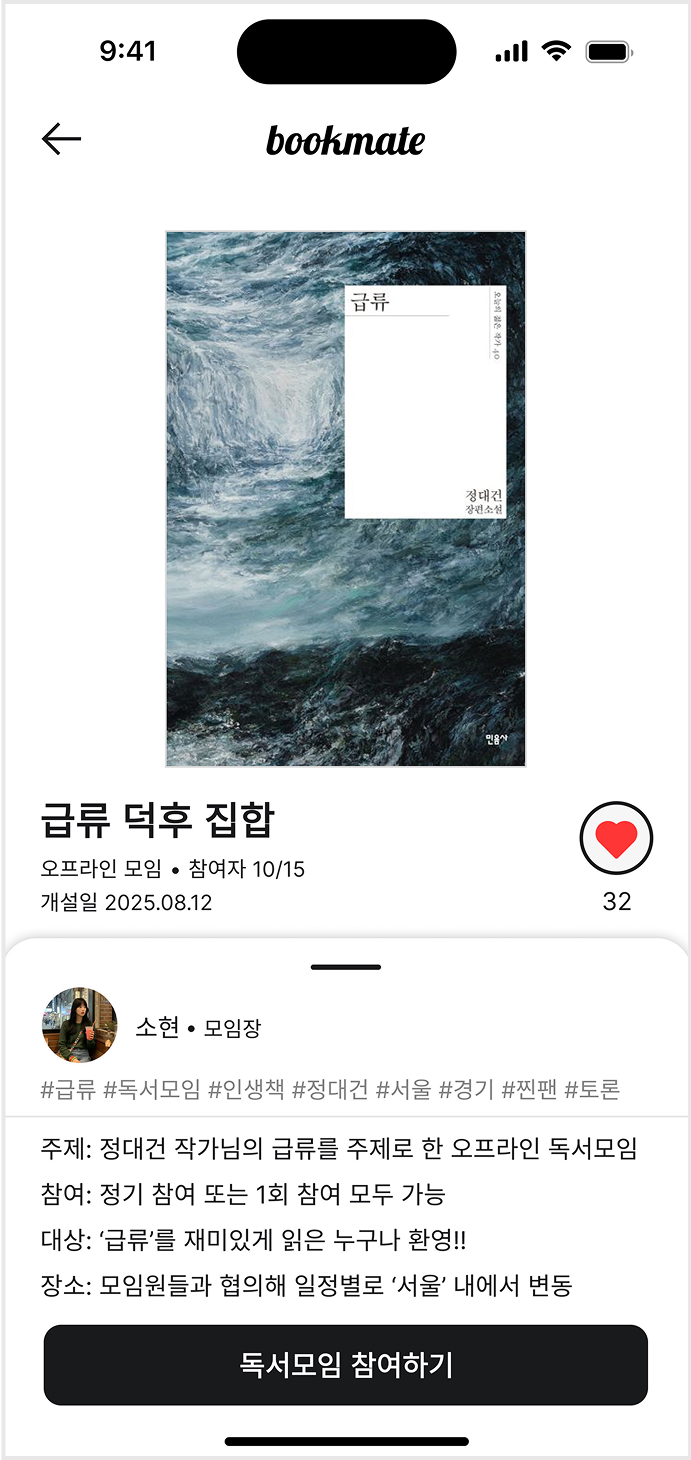 9:41
bookmate
급류
오늘의 젊은 작가 40
정대건
장편소설
민음사
급류 덕후 집합
오프라인 모임 • 참여자 10/15
개설일 2025.08.12
32
소현 • 모임장
#급류 #독서모임 #인생책 #정대건 #서울 #경기 #찐팬 #토론
주제: 정대건 작가님의 급류를 주제로 한 오프라인 독서모임
참여: 정기 참여 또는 1회 참여 모두 가능
대상: ‘급류’를 재미있게 읽은 누구나 환영!!
장소: 모임원들과 협의해 일정별로 ‘서울’ 내에서 변동
독서모임 참여하기